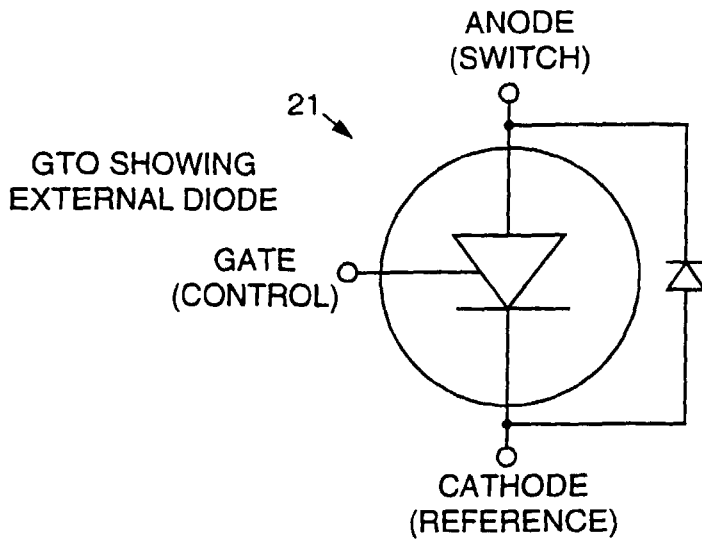 ANODE
(SWITCH)
21
GTO SHOWING
EXTERNAL DIODE
GATE
(CONTROL)
CATHODE
(REFERENCE)